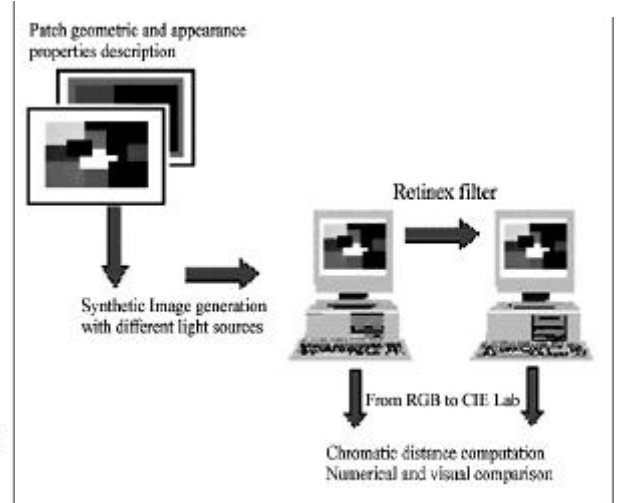 Patch geometric and appearance
properties description
Retinex filter
Synthetic Image generation
with different light sources
From RGB to CIE Lab
Chromatic distance computation
Numerical and visual comparison